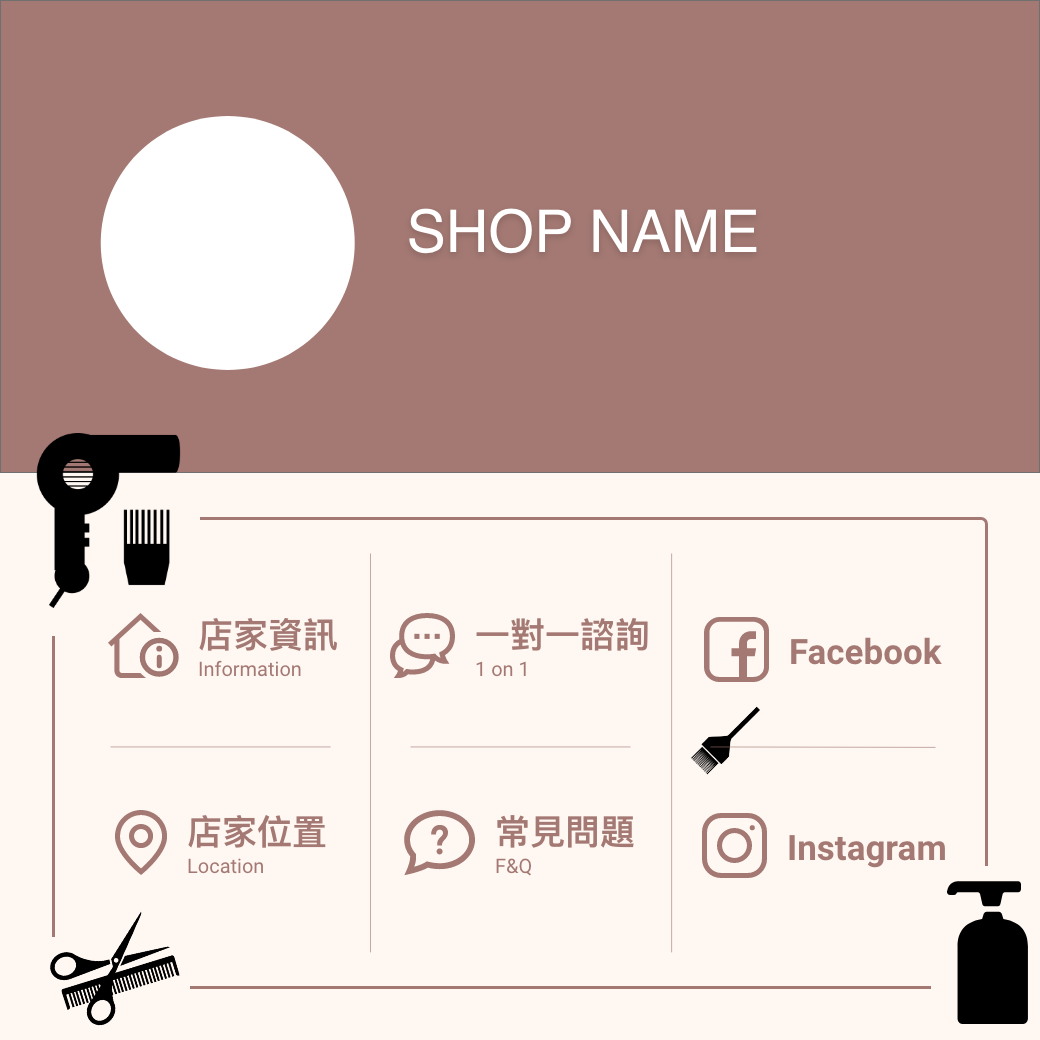 SHOP NAME
店家資訊
Information
一對一諮詢
1 on 1
Facebook
店家位置
Location
常見問題
F&Q
Instagram